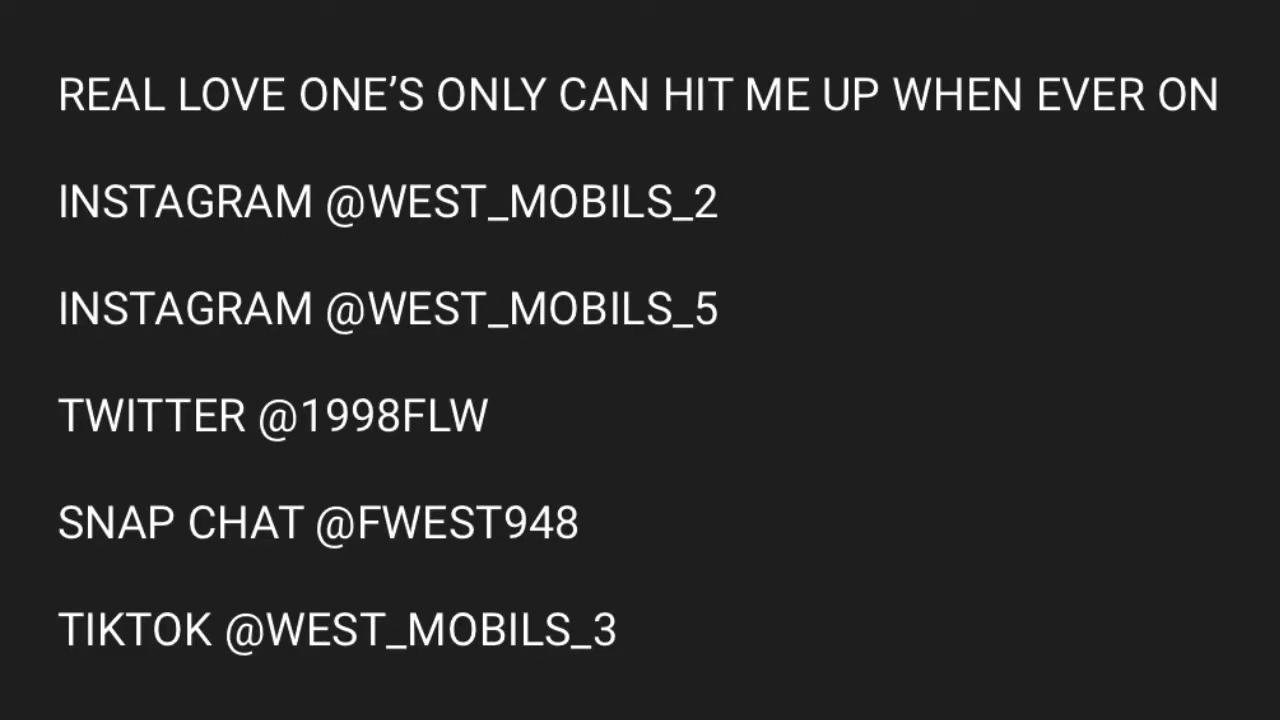 REAL LOVE ONE’S ONLY CAN HIT ME UP WHEN EVER ON
INSTAGRAM @WEST_MOBILS_2
INSTAGRAM @WEST_MOBILS_5
TWITTER @1998FLW
SNAP CHAT @FWEST948
TIKTOK @WEST_MOBILS_3